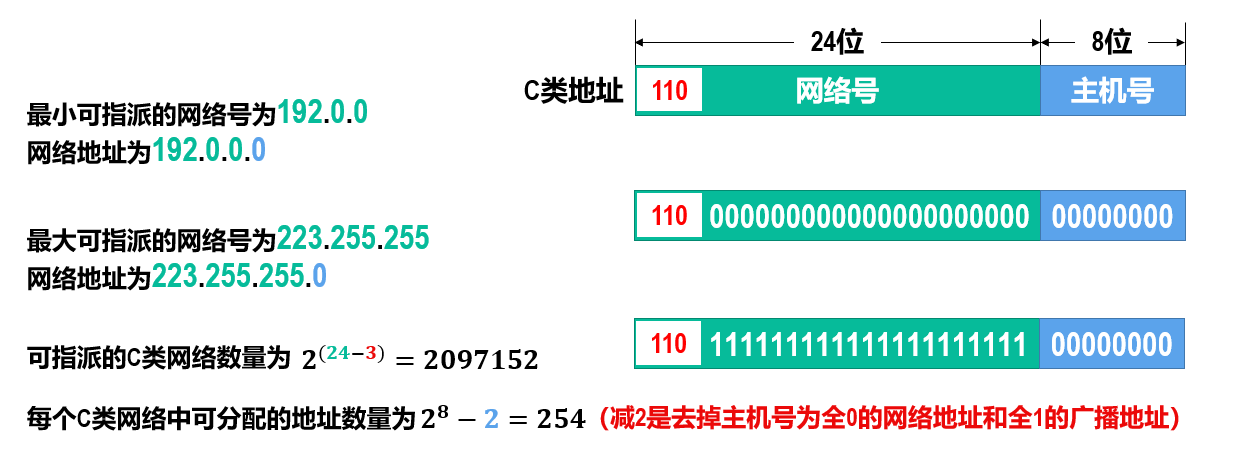 24位 8位
C类地址 110 网络号 主机号
最小可指派的网络号为192.0.0
网络地址为192.0.0.0
110 000000000000000000000 00000000
最大可指派的网络号为223.255.255
网络地址为223.255.255.0
110 111111111111111111111 00000000
可指派的C类网络数量为 2^(24−3) = 2097152
每个C类网络中可分配的地址数量为 2^8 − 2 = 254（减2是去掉主机号为全0的网络地址和全1的广播地址）